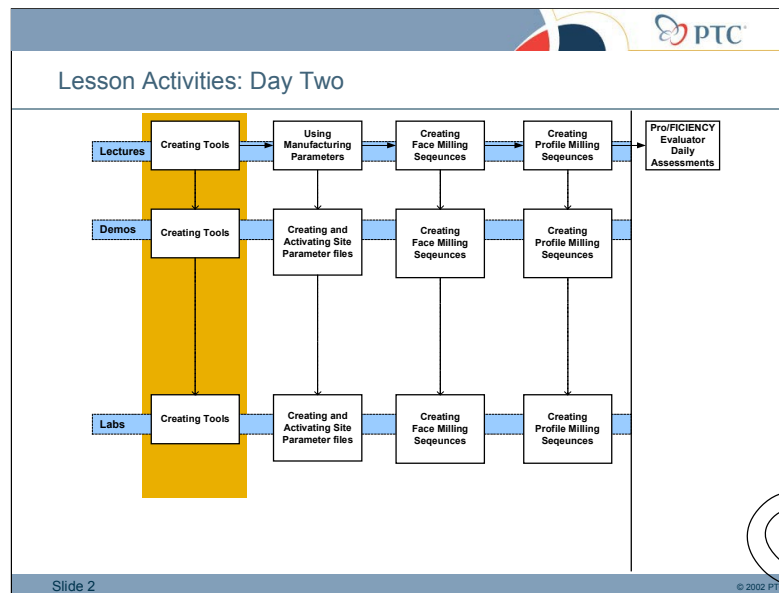 PTC
Lesson Activities: Day Two
Lectures
Creating Tools
Using
Manufacturing
Parameters
Creating
Face Milling
Seqeunces
Creating
Profile Milling
Seqeunces
Pro/FICIENCY
Evaluator
Daily
Assessments
Demos
Creating Tools
Creating and
Activating Site
Parameter files
Creating
Face Milling
Seqeunces
Creating
Profile Milling
Seqeunces
Labs
Creating Tools
Creating and
Activating Site
Parameter files
Creating
Face Milling
Seqeunces
Creating
Profile Milling
Seqeunces
Slide 2
© 2002 PT